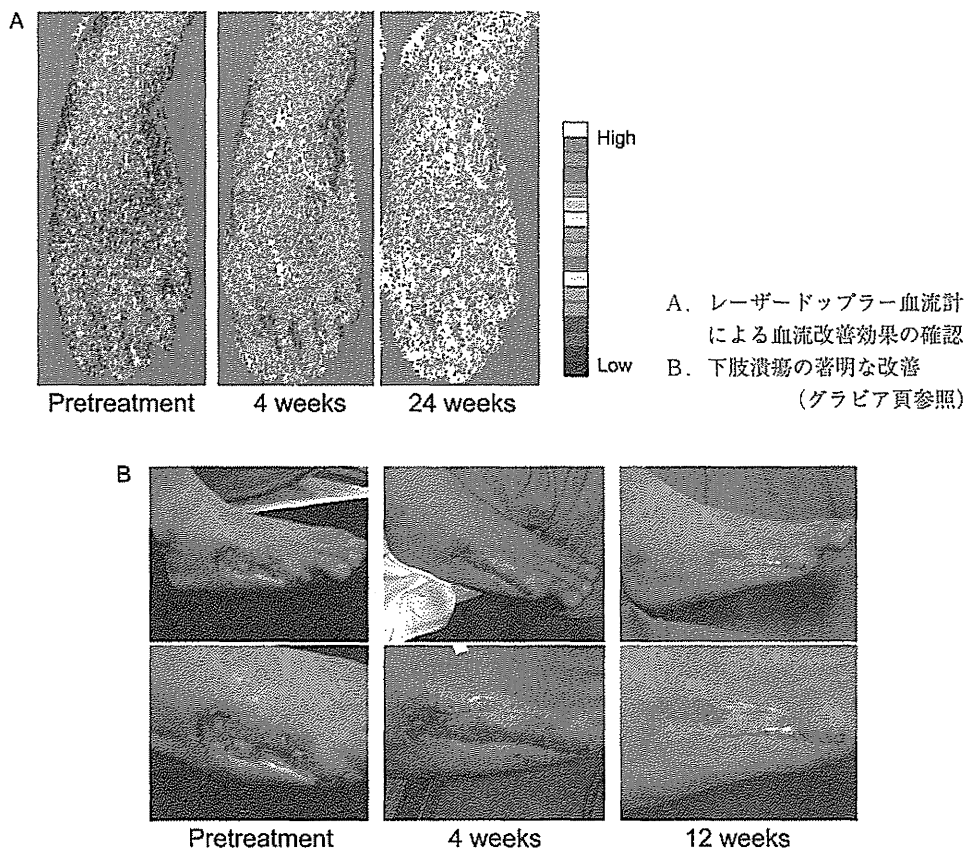 A
High
Low
Pretreatment
4 weeks
24 weeks
A. レーザードップラー血流計
による血流改善効果の確認
B. 下肢潰瘍の著明な改善
(グラビア頁参照)
B
Pretreatment
4 weeks
12 weeks